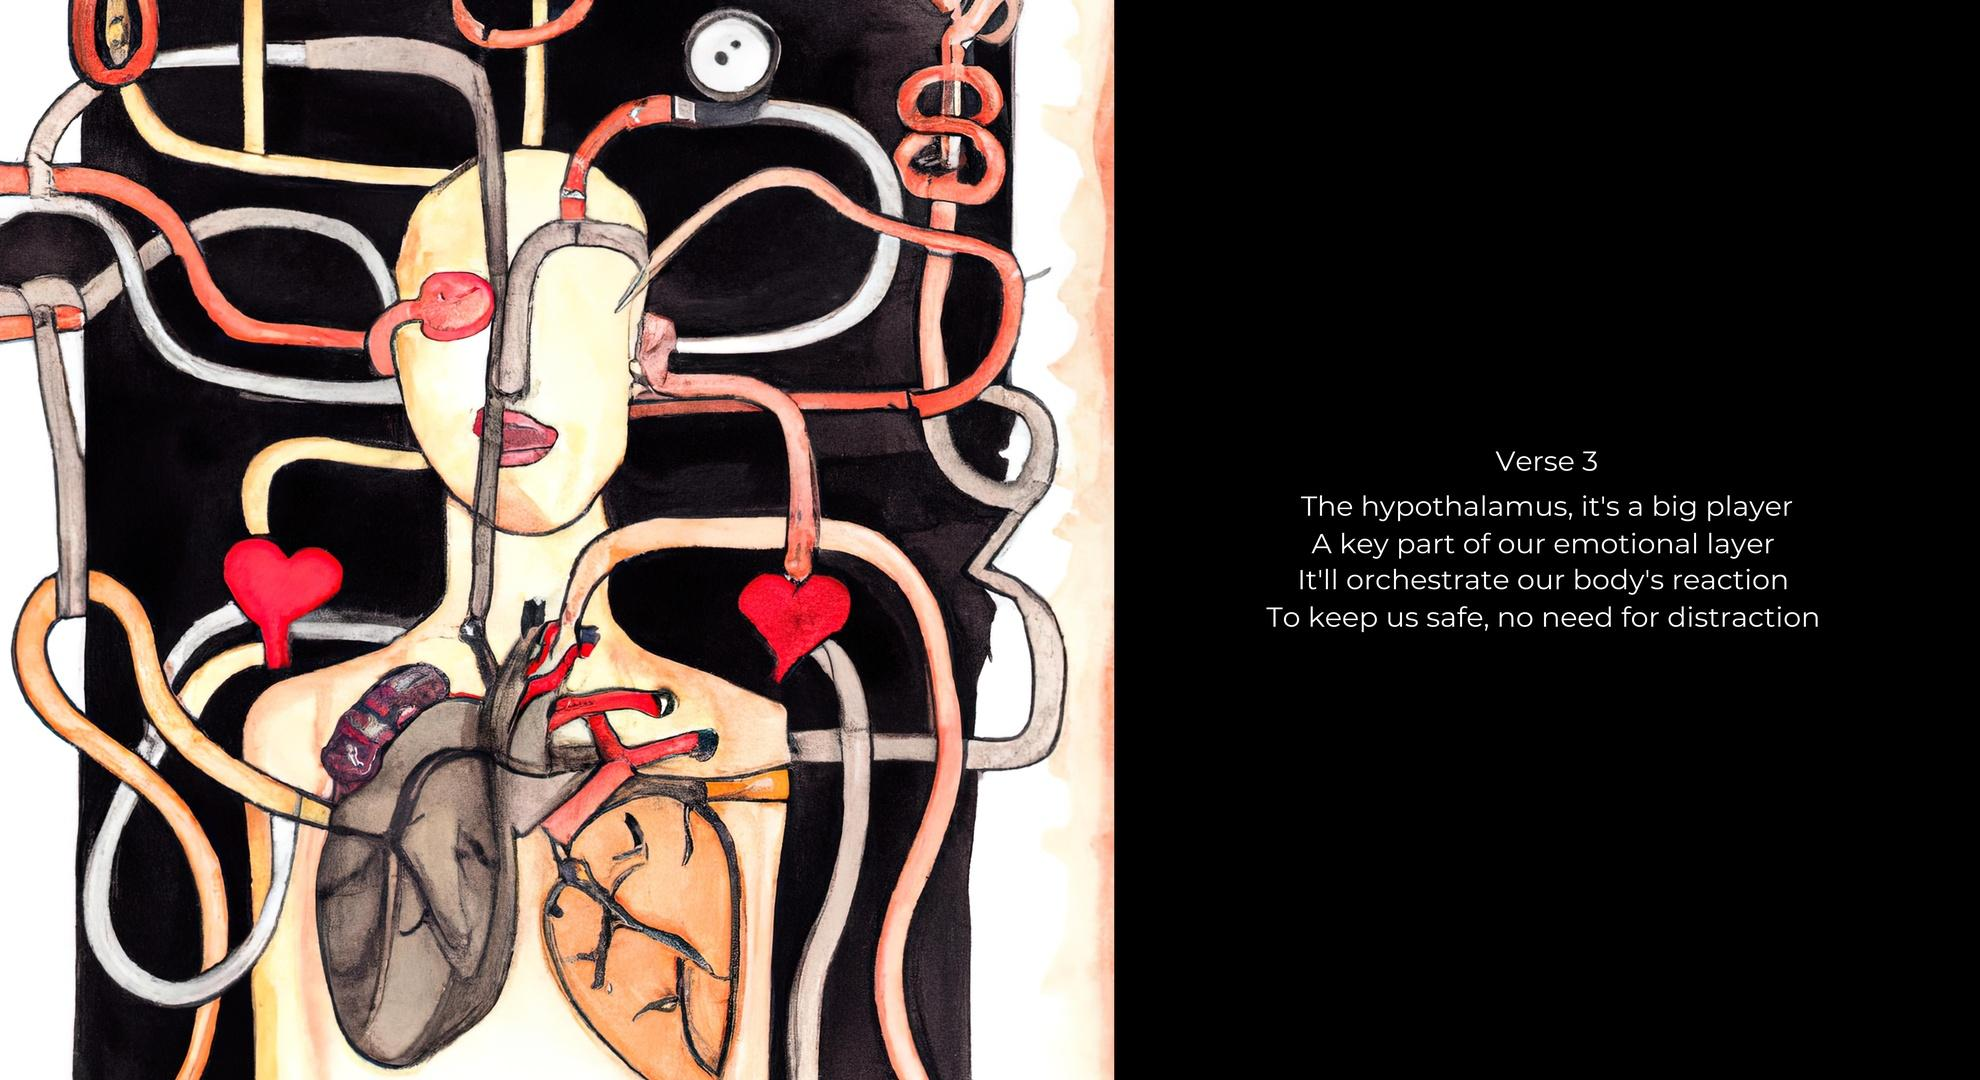 Verse 3
The hypothalamus, it's a big player
A key part of our emotional layer
It'll orchestrate our body's reaction
To keep us safe, no need for distraction